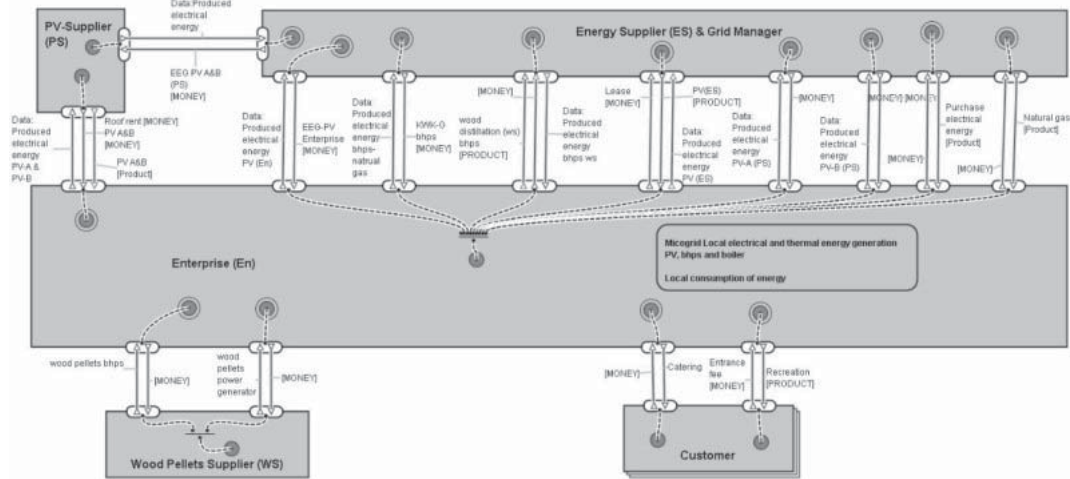 Data:Produced
electrical
energy
PV-Supplier
(PS)
Energy Supplier (ES) & Grid Manager
EEG PV A&B
(PS)
[MONEY]
Data:
Produced
electrical
energy
PV-A &
PV-B
Roof rent [MONEY]
PV A&B
[MONEY]
PV A&B
[Product]
Data:
Produced
electrical
energy
PV (En)
EEG-PV
Enterprise
[MONEY]
Data:
Produced
electrical
energy
bhps-
natrual
gas
KWK-G
bhps
[MONEY]
[MONEY]
wood
distillation (ws)
bhps
[PRODUCT]
Data:
Produced
electrical
energy
bhps ws
Lease
[MONEY]
PV(ES)
[PRODUCT]
Data:
Produced
electrical
energy
PV (ES)
[MONEY]
Data:
Produced
electrical
energy
PV-A (PS)
[MONEY]
Data:
Produced
electrical
energy
PV-B (PS)
[MONEY]
Purchase
electrical
energy
[Product]
[MONEY]
Natural gas
[Product]
[MONEY]
Enterprise (En)
Micegrid Local electrical and thermal energy generation
PV, bhps and boiler
Local consumption of energy
wood pellets bhps
[MONEY]
wood
pellets
power
generator
[MONEY]
[MONEY]
Catering
Entrance
fee
[MONEY]
Recreation
[PRODUCT]
Wood Pellets Supplier (WS)
Customer